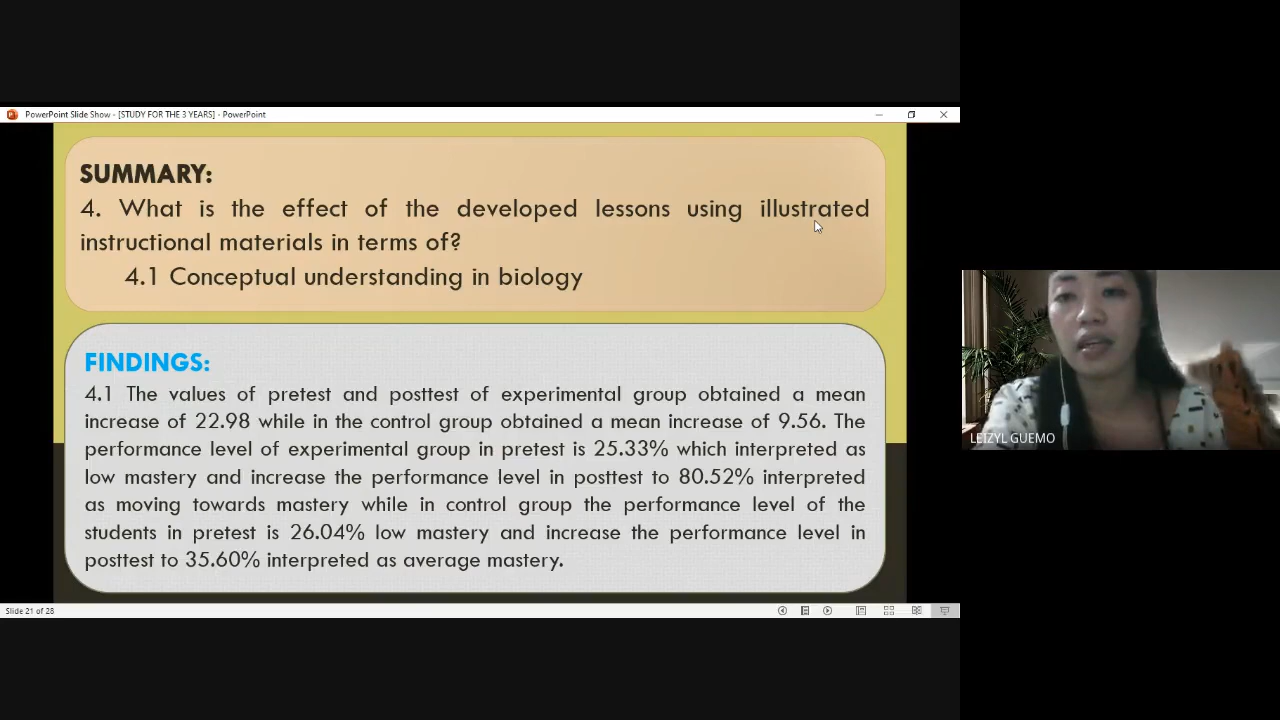 PowerPoint Slide Show - [STUDY FOR THE 3 YEARS] - PowerPoint
SUMMARY:
4. What is the effect of the developed lessons using illustrated
instructional materials in terms of?
4.1 Conceptual understanding in biology
FINDINGS:
4.1 The values of pretest and posttest of experimental group obtained a mean
increase of 22.98 while in the control group obtained a mean increase of 9.56. The
performance level of experimental group in pretest is 25.33% which interpreted as
low mastery and increase the performance level in posttest to 80.52% interpreted
as moving towards mastery while in control group the performance level of the
students in pretest is 26.04% low mastery and increase the performance level in
posttest to 35.60% interpreted as average mastery.
LEIZYL GUEMO
Slide 21 of 28